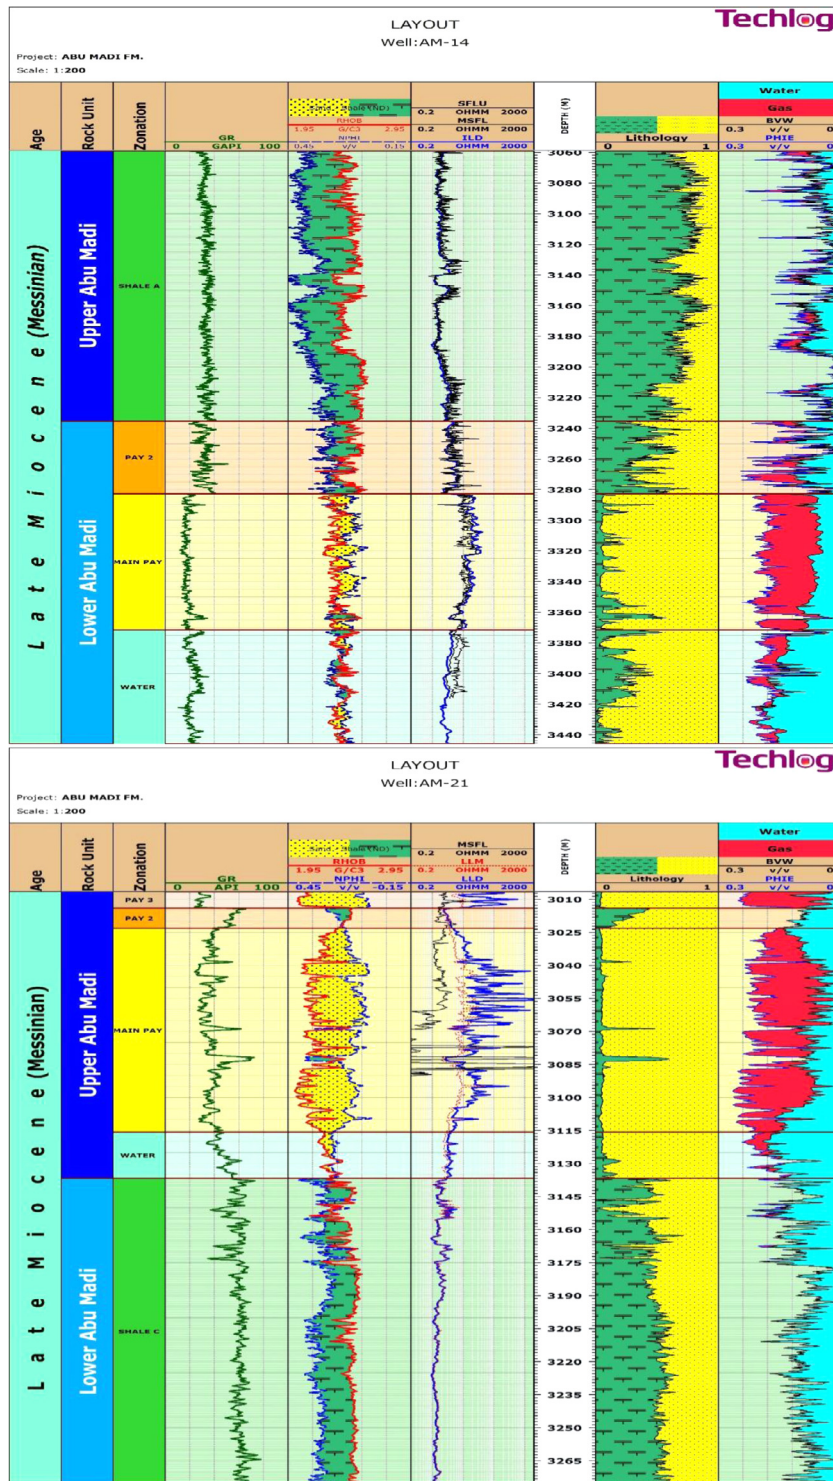 LAYOUT
Techlog
Well:AM-14
Project: ABU MADI FM.
Scale: 1:200
Age
Rock Unit
Zonation
GR
0 GAPI 100
RHOB
1.95 G/C3 2.95
NPHI
0.45 v/v -0.15
SFLU
0.2 OHMM 2000
MSFL
0.2 OHMM 2000
ILD
0.2 OHMM 2000
DEPTH (M)
Lithology
0 1
Water
Gas
BVW
0.3 v/v 0
PHIE
0.3 v/v 0
Late Miocene (Messinian)
Upper Abu Madi
Lower Abu Madi
SHALE A
PAY 2
MAIN PAY
WATER
3060
3080
3100
3120
3140
3160
3180
3200
3220
3240
3260
3280
3300
3320
3340
3360
3380
3400
3420
3440
LAYOUT
Techlog
Well:AM-21
Project: ABU MADI FM.
Scale: 1:200
Age
Rock Unit
Zonation
GR
0 API 100
RHOB
1.95 G/C3 2.95
NPHI
0.45 v/v -0.15
MSFL
0.2 OHMM 2000
LLM
0.2 OHMM 2000
LLD
0.2 OHMM 2000
DEPTH (M)
Lithology
0 1
Water
Gas
BVW
0.3 v/v 0
PHIE
0.3 v/v 0
Late Miocene (Messinian)
Upper Abu Madi
Lower Abu Madi
PAY 3
PAY 2
MAIN PAY
WATER
SHALE C
3010
3025
3040
3055
3070
3085
3100
3115
3130
3145
3160
3175
3190
3205
3220
3235
3250
3265